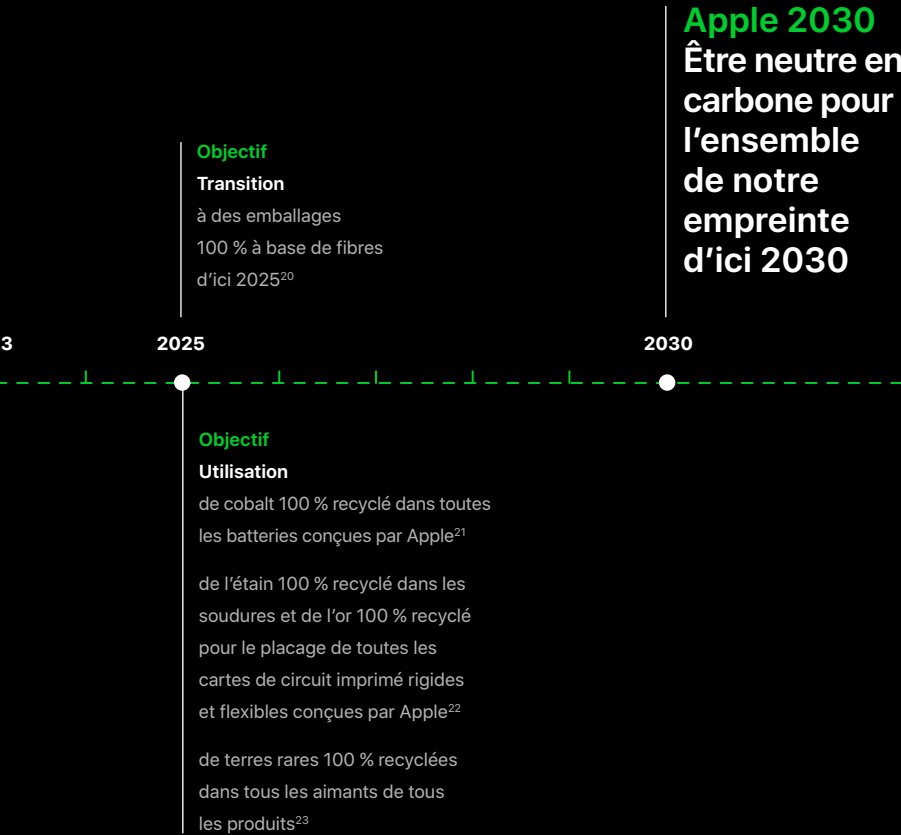 Apple 2030
Être neutre en
carbone pour
l’ensemble
de notre
empreinte
d’ici 2030
Objectif
Transition
à des emballages
100 % à base de fibres
d’ici 2025²⁰
3
2025
2030
Objectif
Utilisation
de cobalt 100 % recyclé dans toutes
les batteries conçues par Apple²¹
de l’étain 100 % recyclé dans les
soudures et de l’or 100 % recyclé
pour le placage de toutes les
cartes de circuit imprimé rigides
et flexibles conçues par Apple²²
de terres rares 100 % recyclées
dans tous les aimants de tous
les produits²³